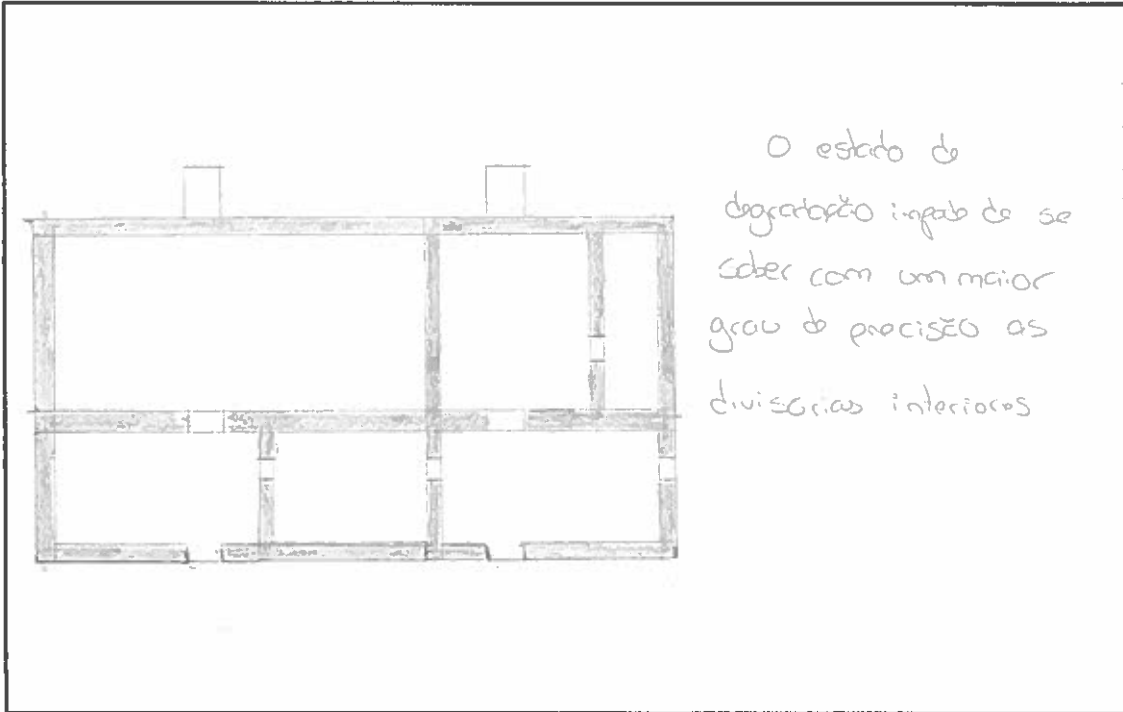 O estado de
degradação impede de se
saber com um maior
grau de precisão as
divisórias interiores